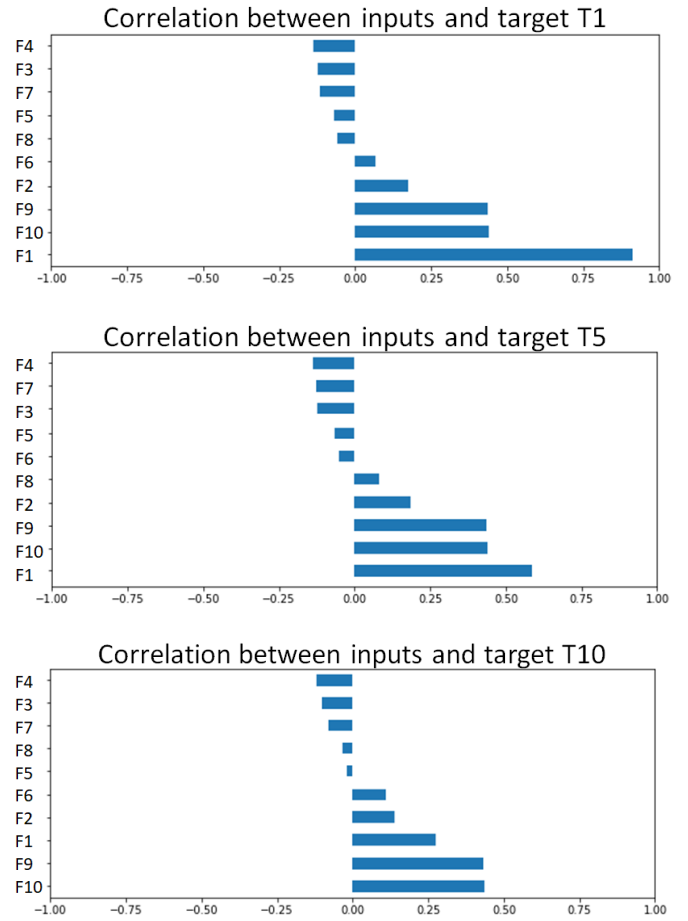 Correlation between inputs and target T1
F4
F3
F7
F5
F8
F6
F2
F9
F10
F1
−1.00 −0.75 −0.50 −0.25 0.00 0.25 0.50 0.75 1.00
Correlation between inputs and target T5
F4
F7
F3
F5
F6
F8
F2
F9
F10
F1
−1.00 −0.75 −0.50 −0.25 0.00 0.25 0.50 0.75 1.00
Correlation between inputs and target T10
F4
F3
F7
F8
F5
F6
F2
F1
F9
F10
−1.00 −0.75 −0.50 −0.25 0.00 0.25 0.50 0.75 1.00